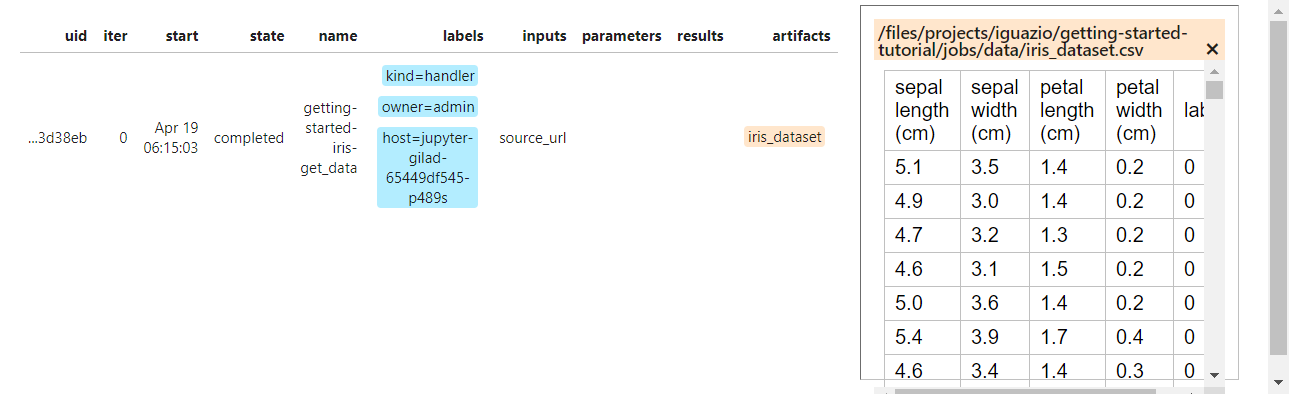 uid iter start state name labels inputs parameters results artifacts
...3d38eb 0 Apr 19 06:15:03 completed getting-started-iris-get_data kind=handler owner=admin host=jupyter-gilad-65449df545-p489s source_url iris_dataset
/files/projects/iguazio/getting-started-
tutorial/jobs/data/iris_dataset.csv ×
sepal length (cm) sepal width (cm) petal length (cm) petal width (cm) lab
5.1 3.5 1.4 0.2 0
4.9 3.0 1.4 0.2 0
4.7 3.2 1.3 0.2 0
4.6 3.1 1.5 0.2 0
5.0 3.6 1.4 0.2 0
5.4 3.9 1.7 0.4 0
4.6 3.4 1.4 0.3 0